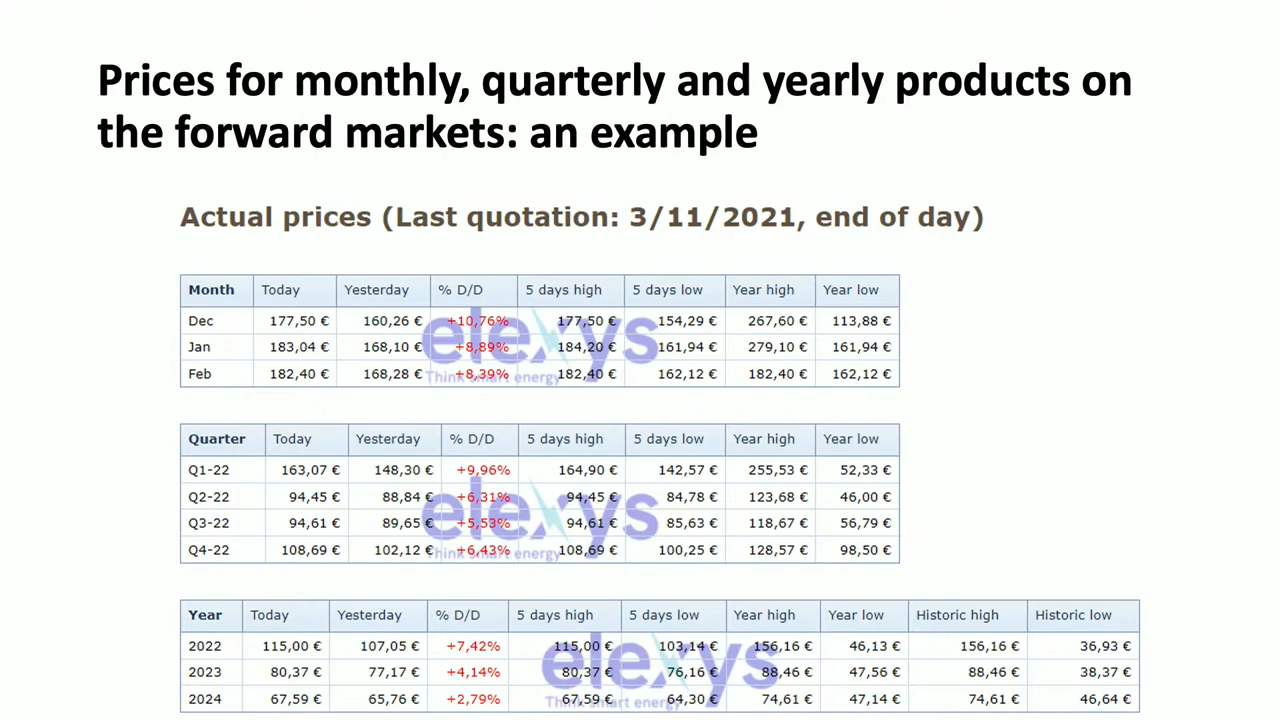 Prices for monthly, quarterly and yearly products on
the forward markets: an example
Actual prices (Last quotation: 3/11/2021, end of day)
Month Today Yesterday % D/D 5 days high 5 days low Year high Year low
Dec 177,50 € 160,26 € +10,76% 177,50 € 154,29 € 267,60 € 113,88 €
Jan 183,04 € 168,10 € +8,89% 184,20 € 161,94 € 279,10 € 161,94 €
Feb 182,40 € 168,28 € +8,39% 182,40 € 162,12 € 182,40 € 162,12 €
elexys
Think smart energy
Quarter Today Yesterday % D/D 5 days high 5 days low Year high Year low
Q1-22 163,07 € 148,30 € +9,96% 164,90 € 142,57 € 255,53 € 52,33 €
Q2-22 94,45 € 88,84 € +6,31% 94,45 € 84,78 € 123,68 € 46,00 €
Q3-22 94,61 € 89,65 € +5,53% 94,61 € 85,63 € 118,67 € 56,79 €
Q4-22 108,69 € 102,12 € +6,43% 108,69 € 100,25 € 128,57 € 98,50 €
elexys
Think smart energy
Year Today Yesterday % D/D 5 days high 5 days low Year high Year low Historic high Historic low
2022 115,00 € 107,05 € +7,42% 115,00 € 103,14 € 156,16 € 46,13 € 156,16 € 36,93 €
2023 80,37 € 77,17 € +4,14% 80,37 € 76,16 € 88,46 € 47,56 € 88,46 € 38,37 €
2024 67,59 € 65,76 € +2,79% 67,59 € 64,30 € 74,61 € 47,14 € 74,61 € 46,64 €
elexys
Think smart energy